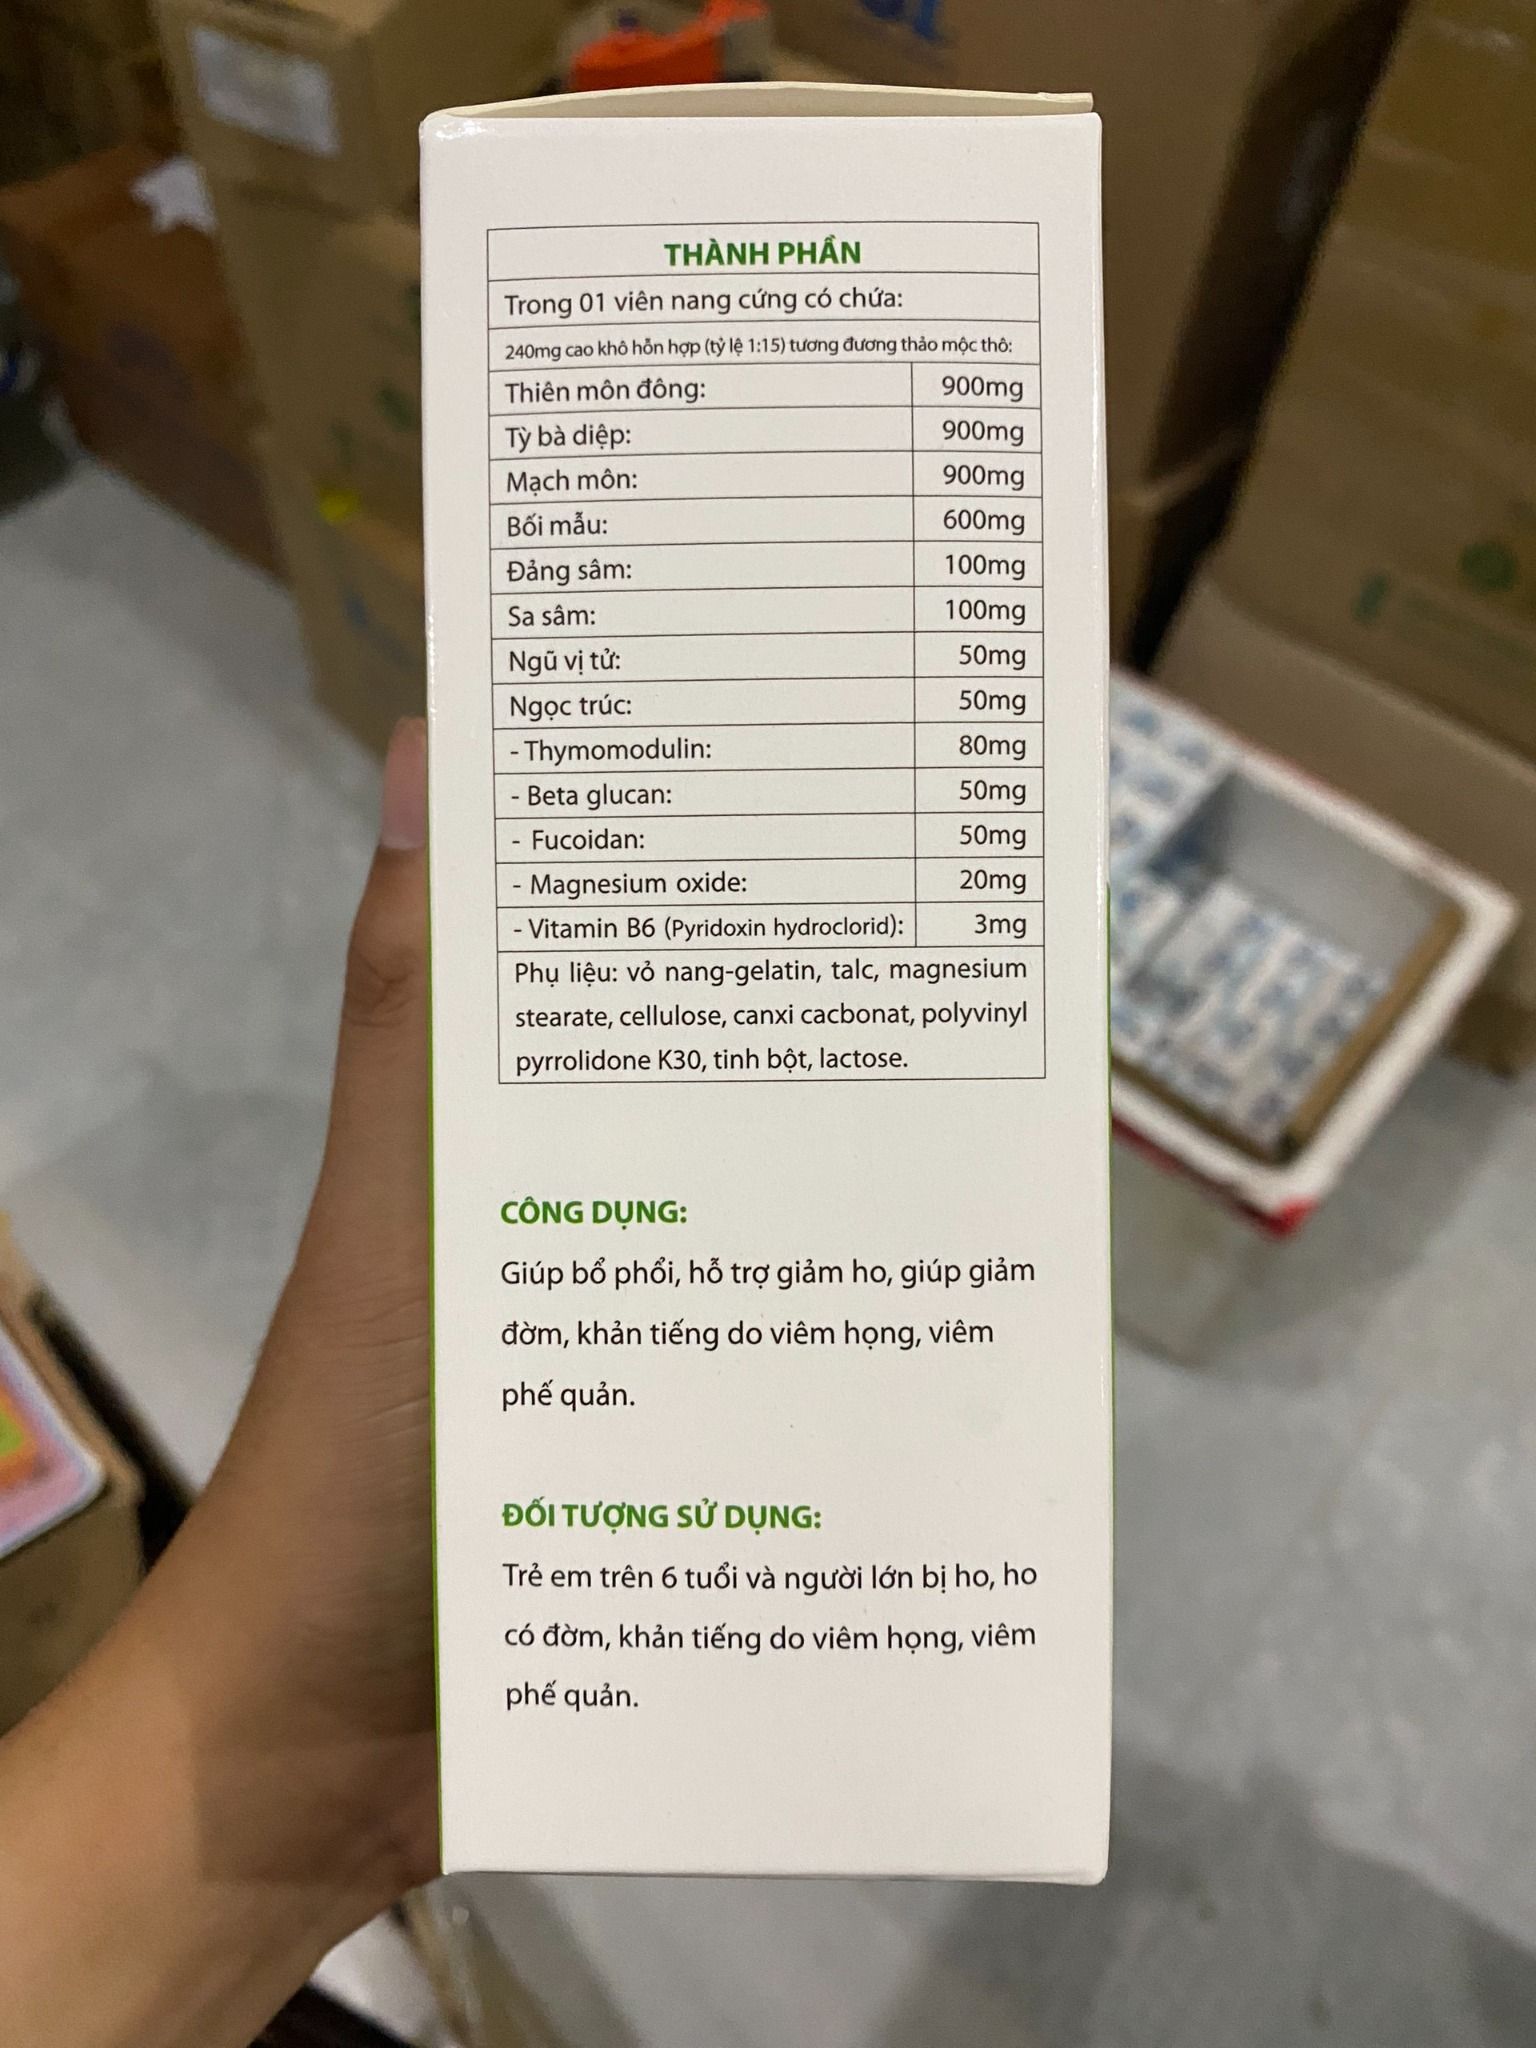 THÀNH PHẦN
Trong 01 viên nang cứng có chứa:
240mg cao khô hỗn hợp (tỷ lệ 1:15) tương đương thảo mộc thô:
Thiên môn đông: 900mg
Tỳ bà diệp: 900mg
Mạch môn: 900mg
Bối mẫu: 600mg
Đảng sâm: 100mg
Sa sâm: 100mg
Ngũ vị tử: 50mg
Ngọc trúc: 50mg
- Thymomodulin: 80mg
- Beta glucan: 50mg
- Fucoidan: 50mg
- Magnesium oxide: 20mg
- Vitamin B6 (Pyridoxin hydroclorid): 3mg
Phụ liệu: vỏ nang-gelatin, talc, magnesium
stearate, cellulose, canxi cacbonat, polyvinyl
pyrrolidone K30, tinh bột, lactose.
CÔNG DỤNG:
Giúp bổ phổi, hỗ trợ giảm ho, giúp giảm
đờm, khản tiếng do viêm họng, viêm
phế quản.
ĐỐI TƯỢNG SỬ DỤNG:
Trẻ em trên 6 tuổi và người lớn bị ho, ho
có đờm, khản tiếng do viêm họng, viêm
phế quản.